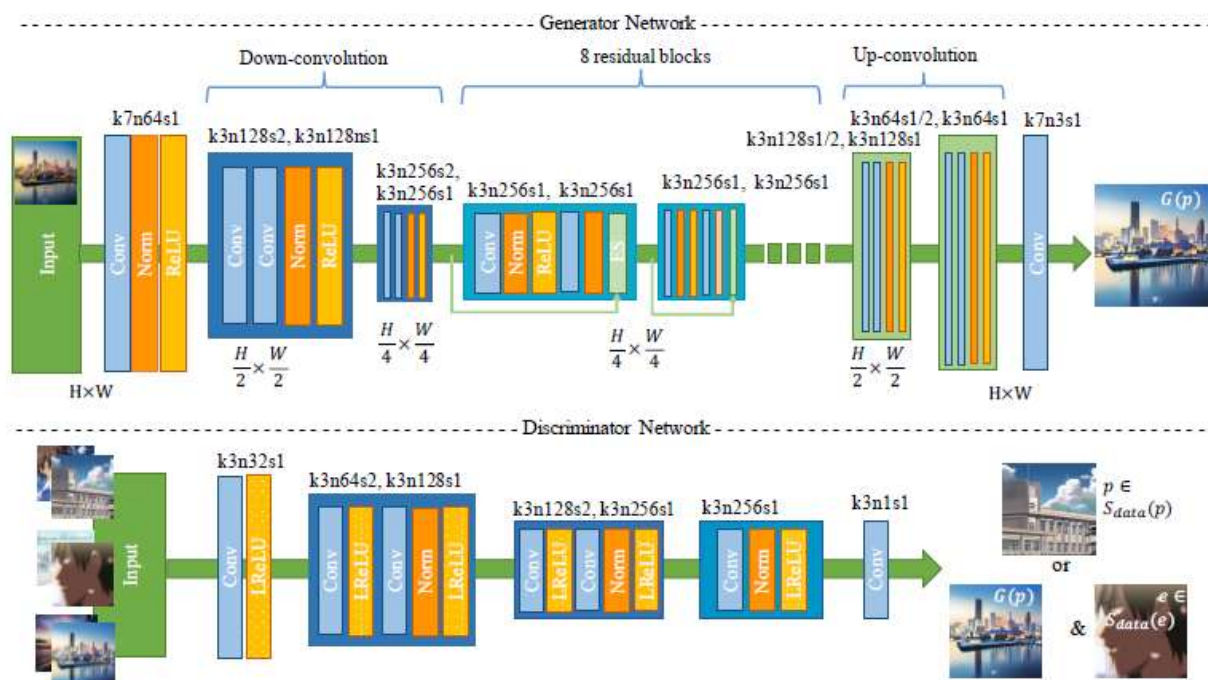 Generator Network
Down-convolution
8 residual blocks
Up-convolution
k7n64s1
k3n128s2, k3n128ns1
k3n256s2,
k3n256s1
k3n256s1, k3n256s1
k3n256s1, k3n256s1
k3n128s1/2,
k3n128s1
k3n64s1/2, k3n64s1
k7n3s1
Input
Conv
Norm
ReLU
Conv
Conv
Norm
ReLU
Conv
Norm
ReLU
ES
Conv
G(p)
H×W
H/2 × W/2
H/4 × W/4
H/4 × W/4
H/2 × W/2
H×W
Discriminator Network
k3n32s1
k3n64s2, k3n128s1
k3n128s2, k3n256s1
k3n256s1
k3n1s1
Input
Conv
LReLU
Conv
LReLU
Conv
Norm
LReLU
Conv
LReLU
Conv
Norm
LReLU
Conv
Norm
LReLU
Conv
p ∈
S_data(p)
or
G(p)
&
e ∈
S_data(e)